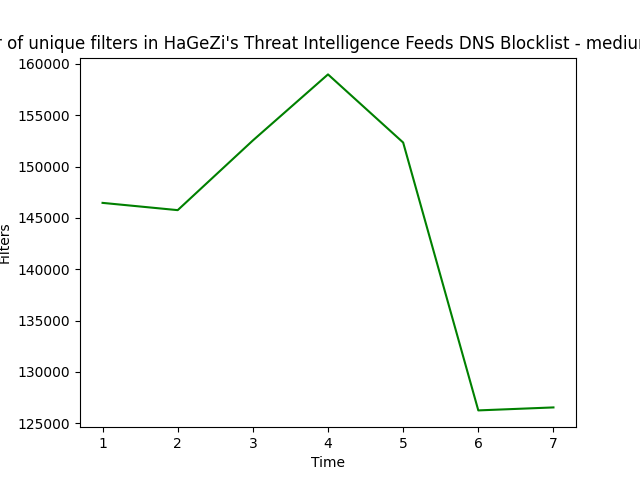 r of unique filters in HaGeZi's Threat Intelligence Feeds DNS Blocklist - mediu
160000
155000
150000
145000
140000
135000
130000
125000
Filters
1 2 3 4 5 6 7
Time